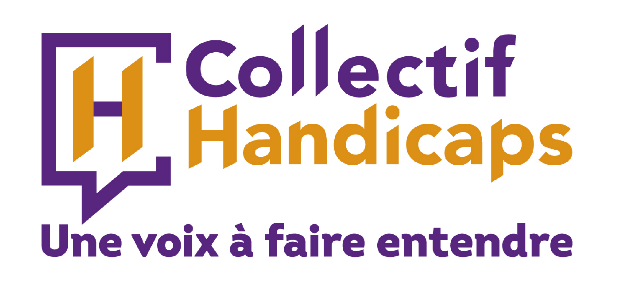 H
Collectif
Handicaps
Une voix à faire entendre